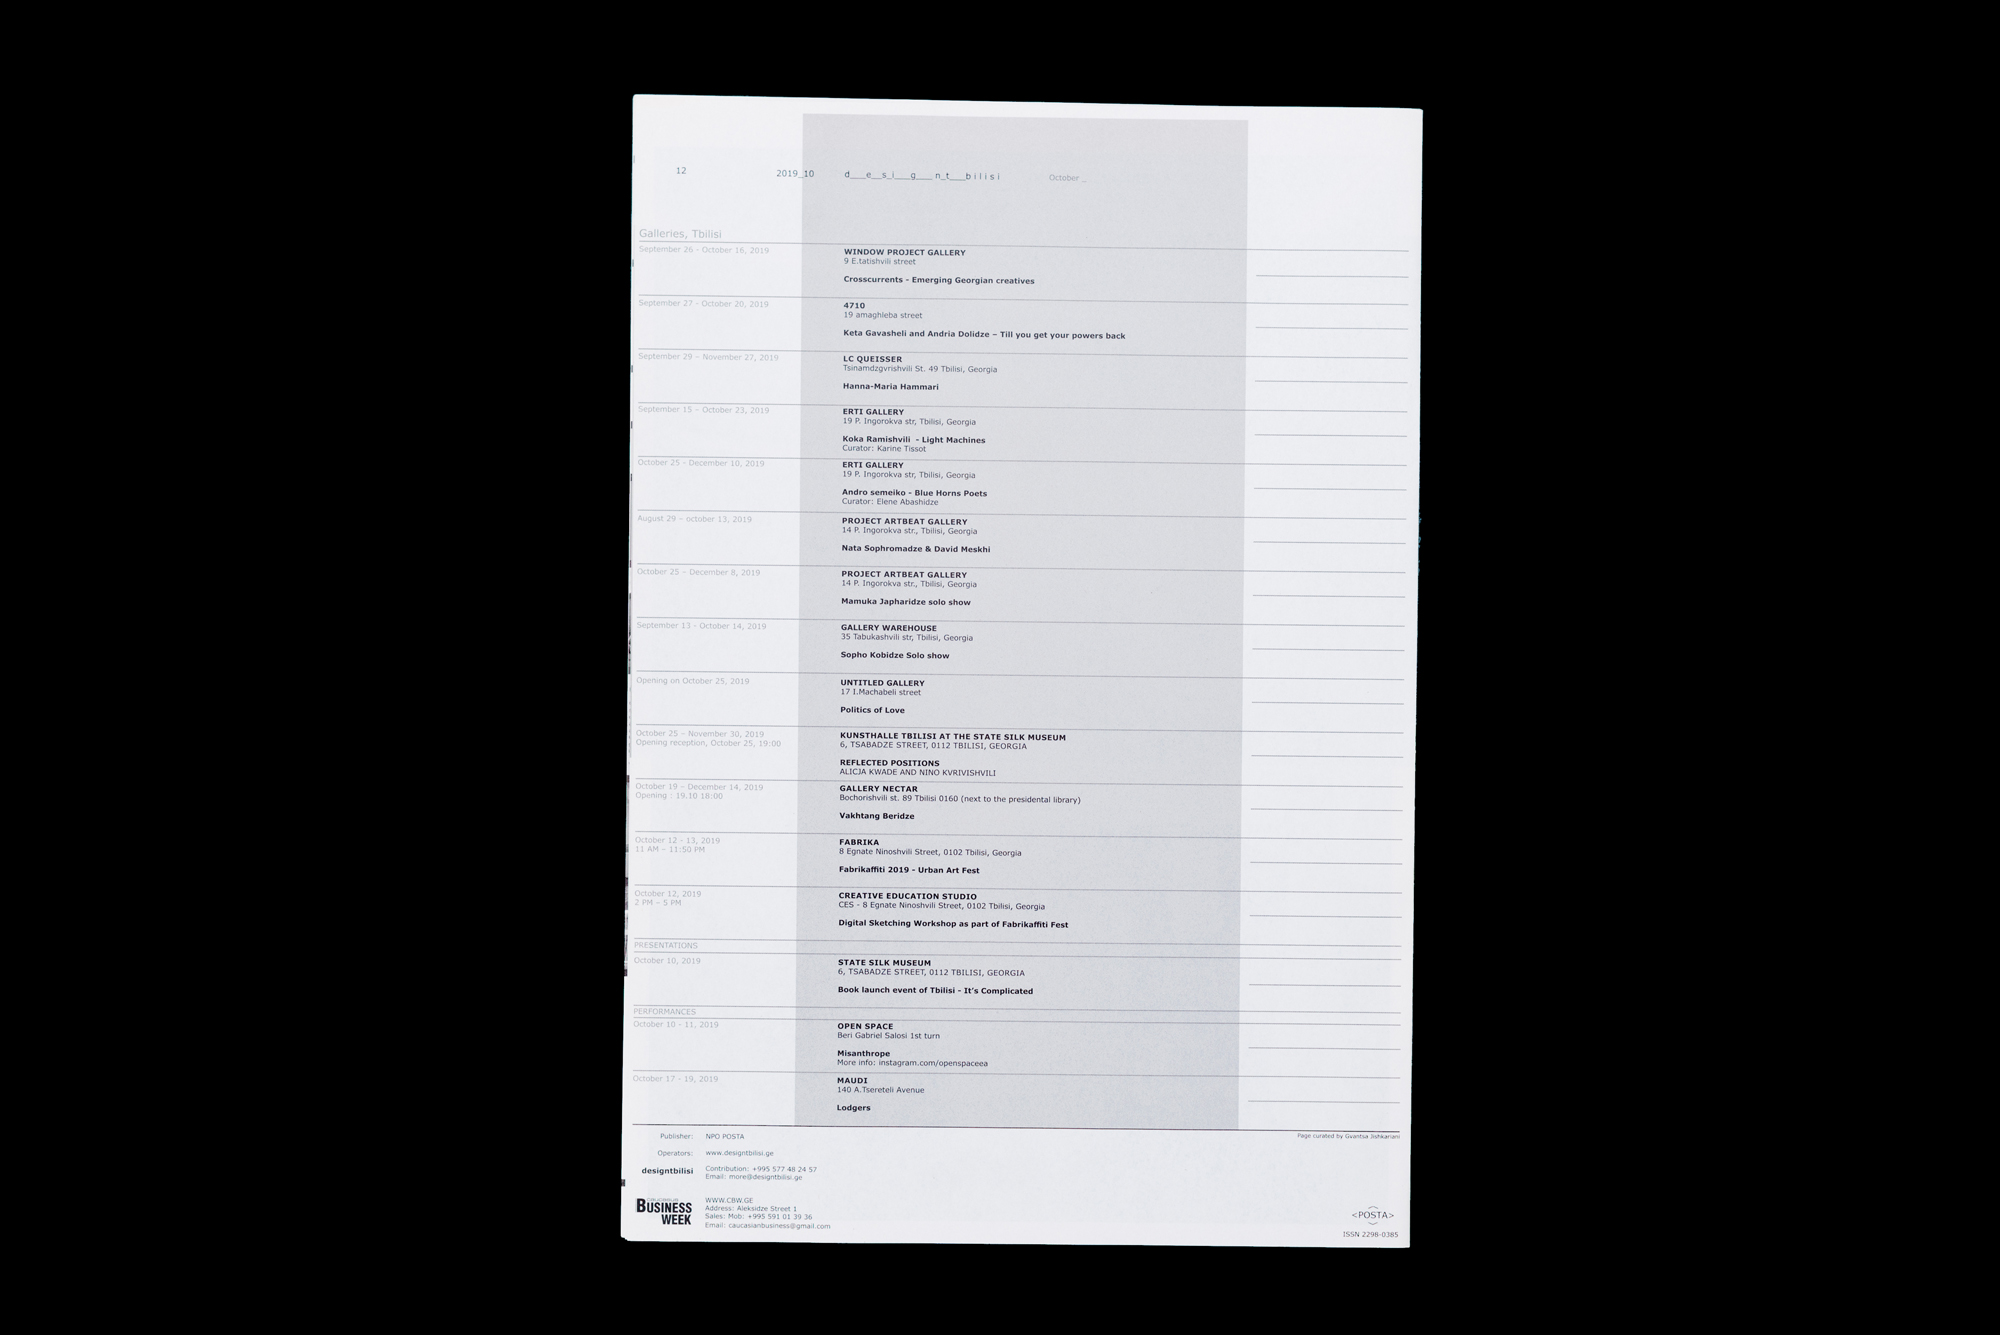 12
2019_10
d___e__s_i___g___ n_t___b i l i s i
October _
Galleries, Tbilisi
September 26 - October 16, 2019
WINDOW PROJECT GALLERY
9 E.tatishvili street
Crosscurrents - Emerging Georgian creatives
September 27 - October 20, 2019
4710
19 amaghleba street
Keta Gavasheli and Andria Dolidze – Till you get your powers back
September 29 – November 27, 2019
LC QUEISSER
Tsinamdzgvrishvili St. 49 Tbilisi, Georgia
Hanna-Maria Hammari
September 15 – October 23, 2019
ERTI GALLERY
19 P. Ingorokva str, Tbilisi, Georgia
Koka Ramishvili  - Light Machines
Curator: Karine Tissot
October 25 – December 10, 2019
ERTI GALLERY
19 P. Ingorokva str, Tbilisi, Georgia
Andro semeiko - Blue Horns Poets
Curator: Elene Abashidze
August 29 – october 13, 2019
PROJECT ARTBEAT GALLERY
14 P. Ingorokva str., Tbilisi, Georgia
Nata Sophromadze & David Meskhi
October 25 – December 8, 2019
PROJECT ARTBEAT GALLERY
14 P. Ingorokva str., Tbilisi, Georgia
Mamuka Japharidze solo show
September 13 - October 14, 2019
GALLERY WAREHOUSE
35 Tabukashvili str, Tbilisi, Georgia
Sopho Kobidze Solo show
Opening on October 25, 2019
UNTITLED GALLERY
17 I.Machabeli street
Politics of Love
October 25 – November 30, 2019
Opening reception, October 25, 19:00
KUNSTHALLE TBILISI AT THE STATE SILK MUSEUM
6, TSABADZE STREET, 0112 TBILISI, GEORGIA
REFLECTED POSITIONS
ALICJA KWADE AND NINO KVRIVISHVILI
October 19 – December 14, 2019
Opening : 19.10 18:00
GALLERY NECTAR
Bochorishvili st. 89 Tbilisi 0160 (next to the presidental library)
Vakhtang Beridze
October 12 - 13, 2019
11 AM – 11:50 PM
FABRIKA
8 Egnate Ninoshvili Street, 0102 Tbilisi, Georgia
Fabrikaffiti 2019 - Urban Art Fest
October 12, 2019
2 PM – 5 PM
CREATIVE EDUCATION STUDIO
CES - 8 Egnate Ninoshvili Street, 0102 Tbilisi, Georgia
Digital Sketching Workshop as part of Fabrikaffiti Fest
PRESENTATIONS
October 10, 2019
STATE SILK MUSEUM
6, TSABADZE STREET, 0112 TBILISI, GEORGIA
Book launch event of Tbilisi - It's Complicated
PERFORMANCES
October 10 - 11, 2019
OPEN SPACE
Beri Gabriel Salosi 1st turn
Misanthrope
More info: instagram.com/openspaceea
October 17 - 19, 2019
MAUDI
140 A.Tsereteli Avenue
Lodgers
Publisher: NPO POSTA
Page curated by Gvantsa Jishkariani
Operators: www.designtbilisi.ge
designtbilisi
Contribution: +995 577 48 24 57
Email: more@designtbilisi.ge
BUSINESS
WEEK
WWW.CBW.GE
Address: Aleksidze Street 1
Sales: Mob: +995 591 01 39 36
Email: caucasianbusiness@gmail.com
<POSTA>
ISSN 2298-0385